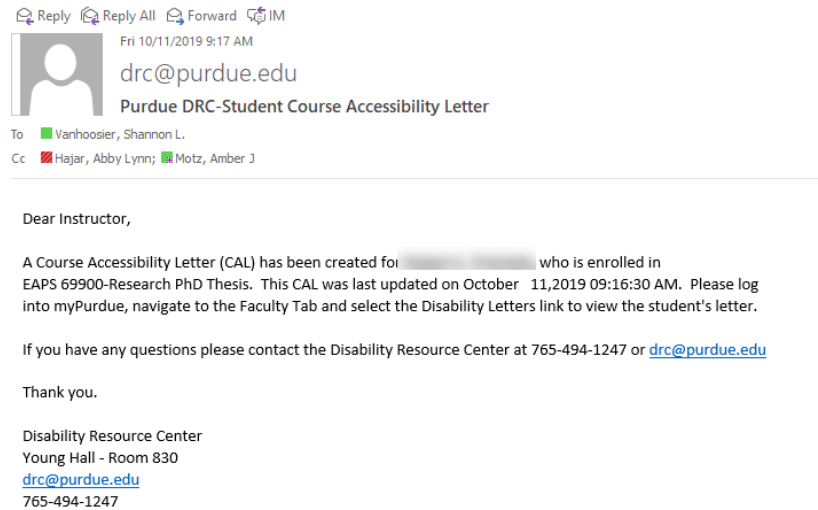 Reply Reply All Forward IM
Fri 10/11/2019 9:17 AM
drc@purdue.edu
Purdue DRC-Student Course Accessibility Letter
To Vanhoosier, Shannon L.
Cc Hajar, Abby Lynn; Motz, Amber J
Dear Instructor,
A Course Accessibility Letter (CAL) has been created for who is enrolled in
EAPS 69900-Research PhD Thesis. This CAL was last updated on October 11,2019 09:16:30 AM. Please log
into myPurdue, navigate to the Faculty Tab and select the Disability Letters link to view the student's letter.
If you have any questions please contact the Disability Resource Center at 765-494-1247 or drc@purdue.edu
Thank you.
Disability Resource Center
Young Hall - Room 830
drc@purdue.edu
765-494-1247